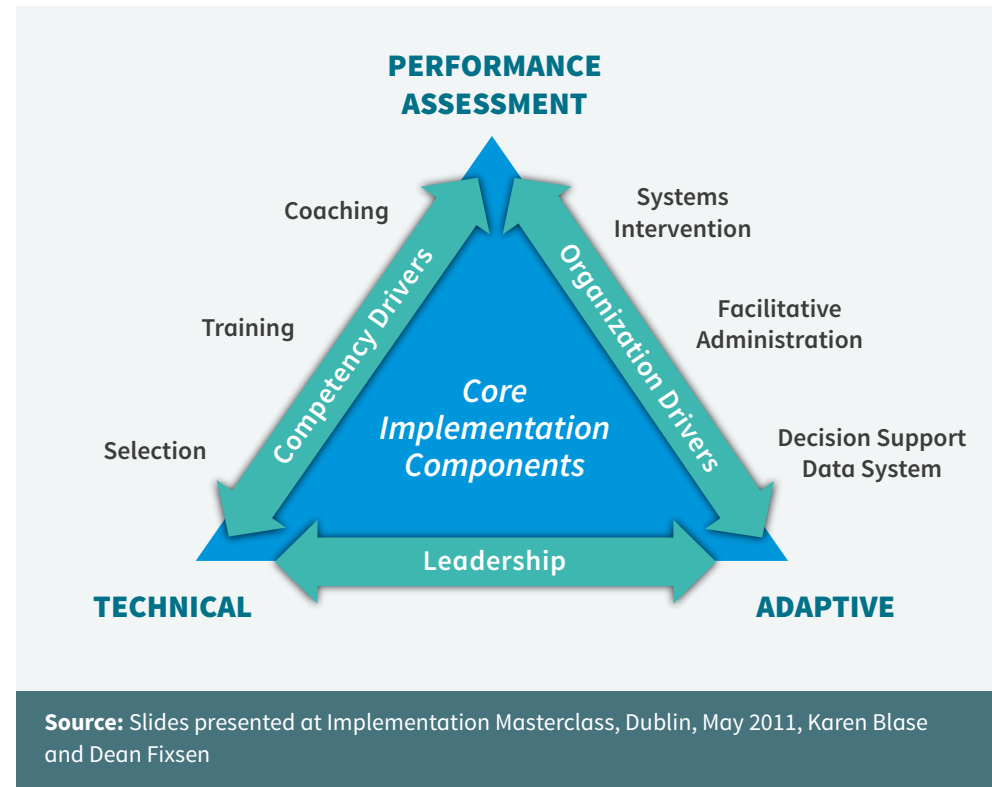 PERFORMANCE
ASSESSMENT
Coaching
Training
Selection
Competency Drivers
Systems
Intervention
Facilitative
Administration
Decision Support
Data System
Organization Drivers
Core
Implementation
Components
Leadership
TECHNICAL
ADAPTIVE
Source: Slides presented at Implementation Masterclass, Dublin, May 2011, Karen Blase
and Dean Fixsen